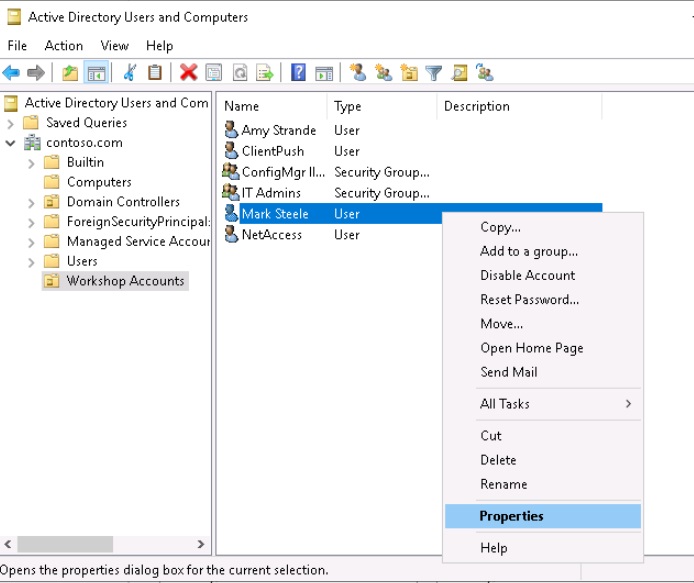 Active Directory Users and Computers
File Action View Help
Active Directory Users and Com
Saved Queries
contoso.com
Builtin
Computers
Domain Controllers
ForeignSecurityPrincipal:
Managed Service Accour
Users
Workshop Accounts
Name Type Description
Amy Strande User
ClientPush User
ConfigMgr II... Security Group...
IT Admins Security Group...
Mark Steele User
NetAccess User
Copy...
Add to a group...
Disable Account
Reset Password...
Move...
Open Home Page
Send Mail
All Tasks
Cut
Delete
Rename
Properties
Help
Opens the properties dialog box for the current selection.